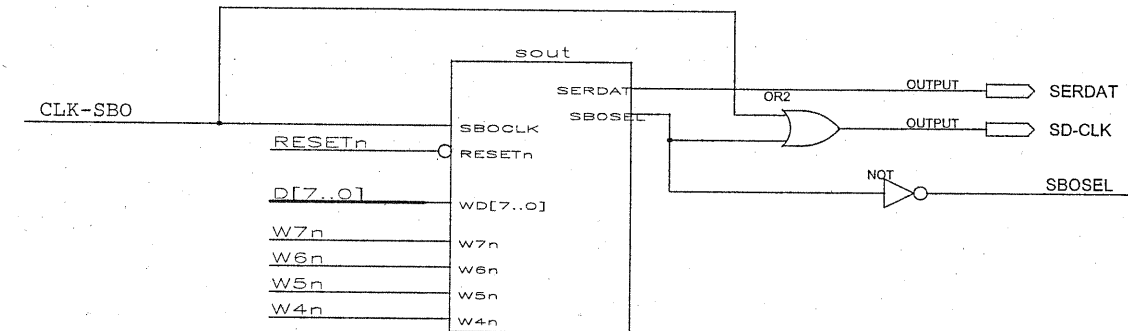 sout
SERDAT
OUTPUT
SERDAT
OR2
CLK-SBO
SBOSEL
OUTPUT
SD-CLK
SBOCLK
RESETn
RESETn
NOT
SBOSEL
D[7..0]
WD[7..0]
W7n
W7n
W6n
W6n
W5n
W5n
W4n
W4n